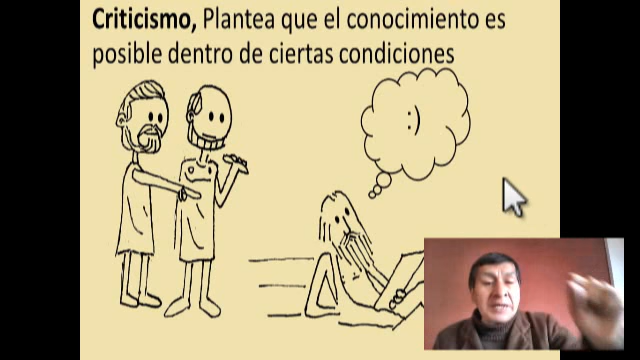 Criticismo, Plantea que el conocimiento es
posible dentro de ciertas condiciones
:)